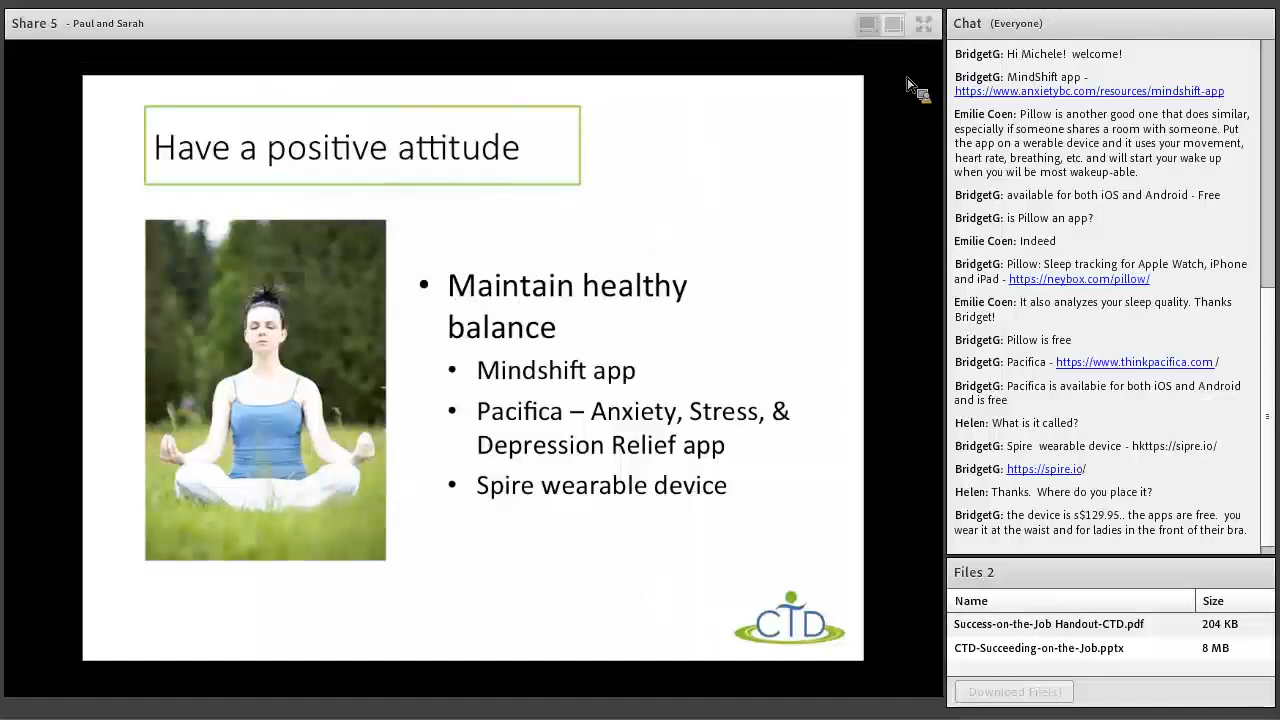 Share 5 - Paul and Sarah
Have a positive attitude
• Maintain healthy
balance
• Mindshift app
• Pacifica – Anxiety, Stress, &
Depression Relief app
• Spire wearable device
CTD
Chat (Everyone)
BridgetG: Hi Michele! welcome!
BridgetG: MindShift app -
https://www.anxietybc.com/resources/mindshift-app
Emilie Coen: Pillow is another good one that does similar,
especially if someone shares a room with someone. Put
the app on a werable device and it uses your movement,
heart rate, breathing, etc. and will start your wake up
when you wil be most wakeup-able.
BridgetG: available for both iOS and Android - Free
BridgetG: is Pillow an app?
Emilie Coen: Indeed
BridgetG: Pillow: Sleep tracking for Apple Watch, iPhone
and iPad - https://neybox.com/pillow/
Emilie Coen: It also analyzes your sleep quality. Thanks
Bridget!
BridgetG: Pillow is free
BridgetG: Pacifica - https://www.thinkpacifica.com /
BridgetG: Pacifica is available for both iOS and Android
and is free
Helen: What is it called?
BridgetG: Spire- wearable device - hkttps://sipre.io/
BridgetG: https://spire.io/
Helen: Thanks. Where do you place it?
BridgetG: the device is s$129.95.. the apps are free. you
wear it at the waist and for ladies in the front of their bra.
Files 2
Name Size
Success-on-the-Job Handout-CTD.pdf 204 KB
CTD-Succeeding-on-the-Job.pptx 8 MB
Download File(s)